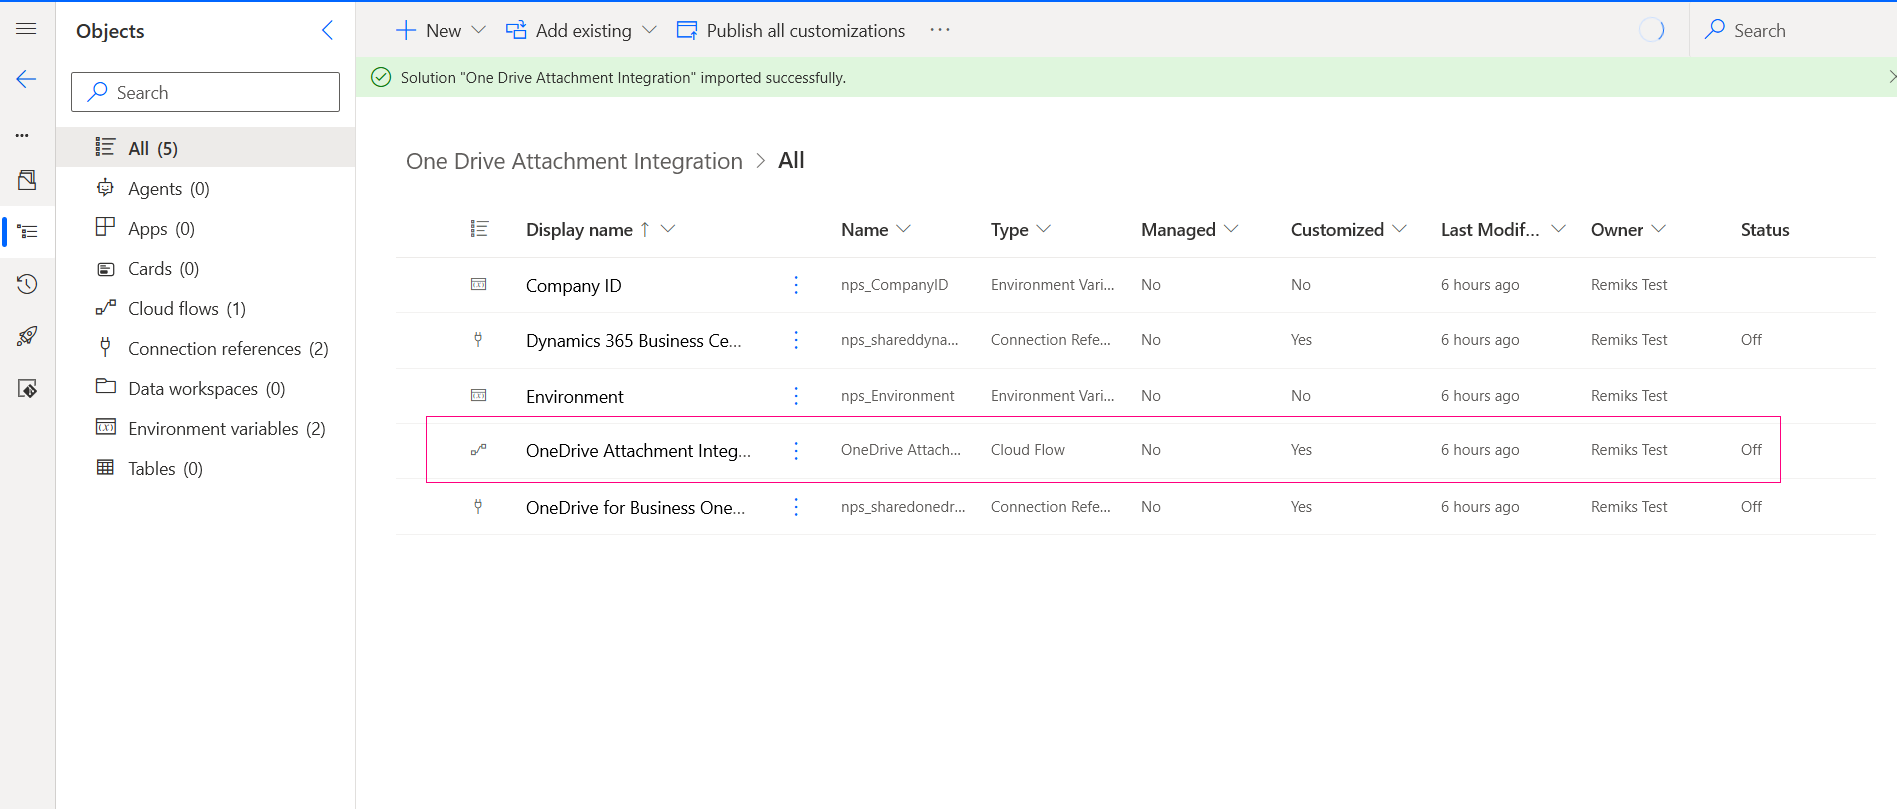 Objects
Search
All (5)
Agents (0)
Apps (0)
Cards (0)
Cloud flows (1)
Connection references (2)
Data workspaces (0)
Environment variables (2)
Tables (0)
New Add existing Publish all customizations ··· Search
Solution "One Drive Attachment Integration" imported successfully.
One Drive Attachment Integration > All
Display name ↑ Name Type Managed Customized Last Modif... Owner Status
Company ID nps_CompanyID Environment Vari... No No 6 hours ago Remiks Test
Dynamics 365 Business Ce... nps_shareddyna... Connection Refe... No Yes 6 hours ago Remiks Test Off
Environment nps_Environment Environment Vari... No No 6 hours ago Remiks Test
OneDrive Attachment Integ... OneDrive Attach... Cloud Flow No Yes 6 hours ago Remiks Test Off
OneDrive for Business One... nps_sharedonedr... Connection Refe... No Yes 6 hours ago Remiks Test Off